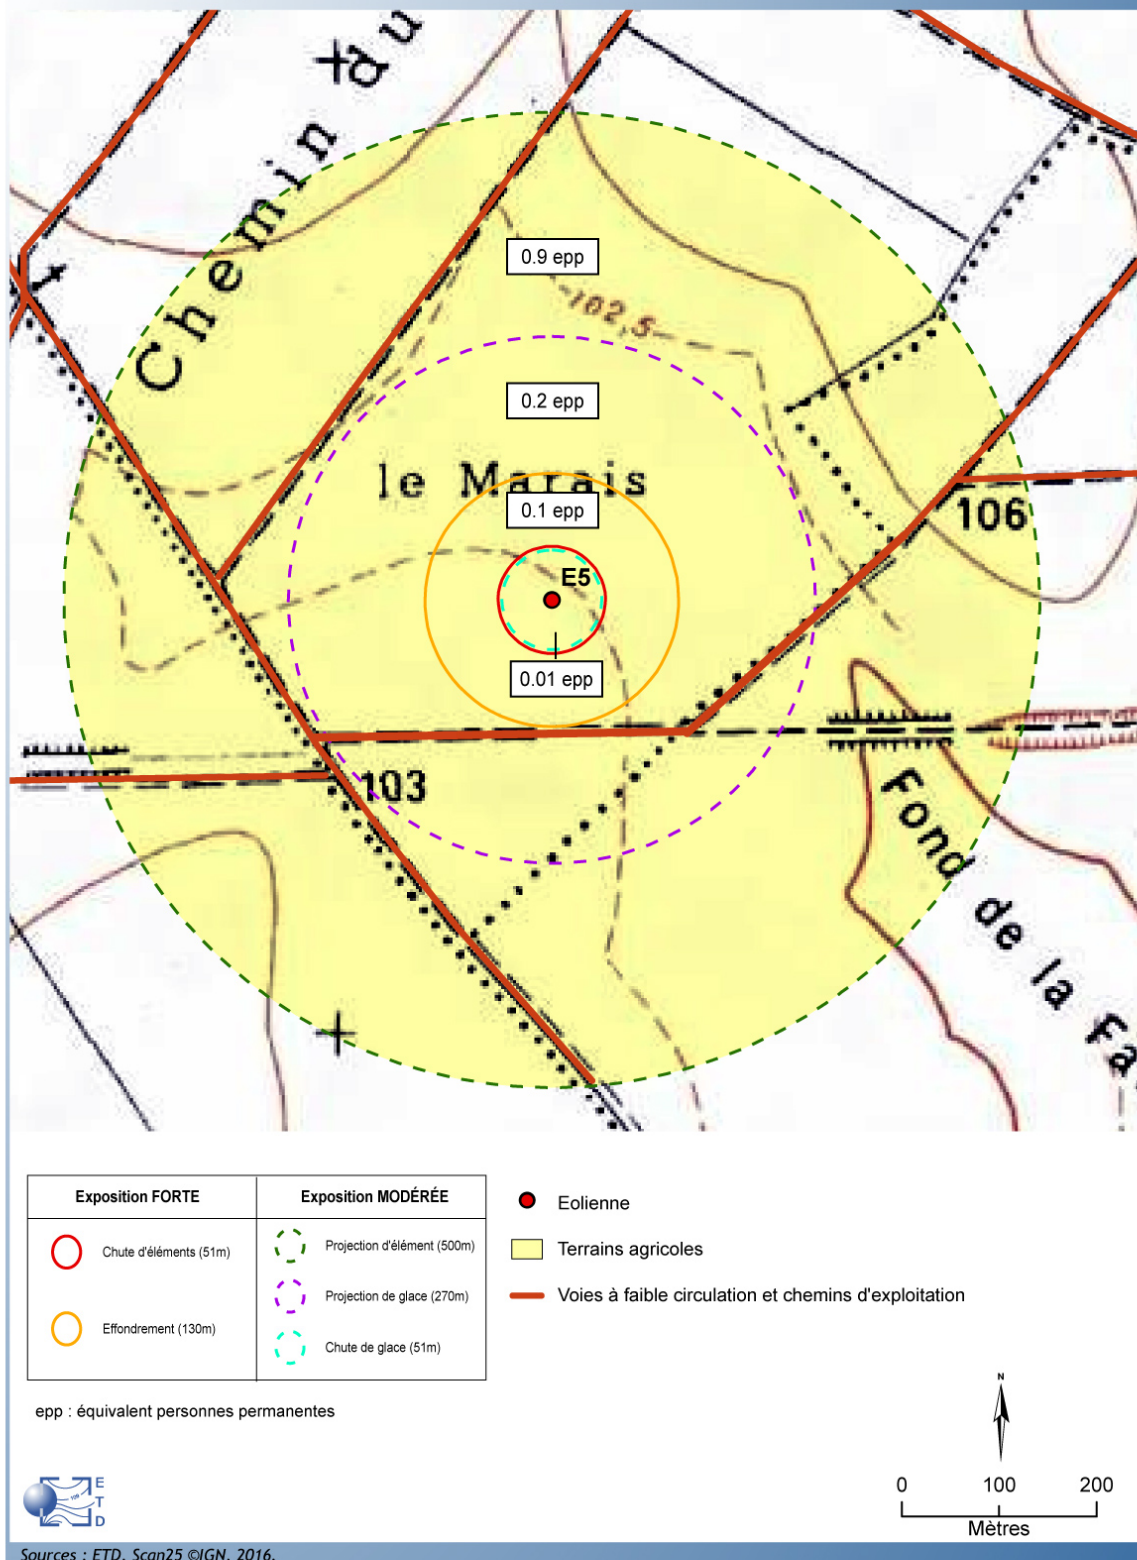 Chemin du
0.9 epp
102,5
0.2 epp
le Marais
0.1 epp
106
E5
0.01 epp
103
Fond de la Fa
Exposition FORTE
Exposition MODÉRÉE
Chute d'éléments (51m)
Effondrement (130m)
Projection d'élément (500m)
Projection de glace (270m)
Chute de glace (51m)
Eolienne
Terrains agricoles
Voies à faible circulation et chemins d'exploitation
epp : équivalent personnes permanentes
N
0 100 200
Mètres
E
T
D
Sources : ETD, Scan25 ©IGN, 2016.